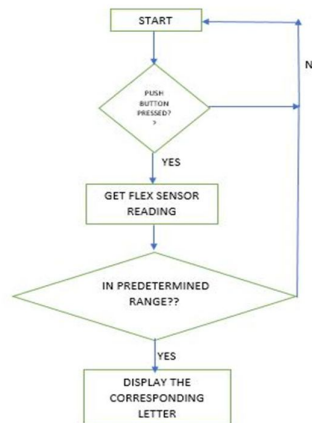 START
N
PUSH
BUTTON
PRESSED?
?
YES
GET FLEX SENSOR
READING
IN PREDETERMINED
RANGE??
YES
DISPLAY THE
CORRESPONDING
LETTER